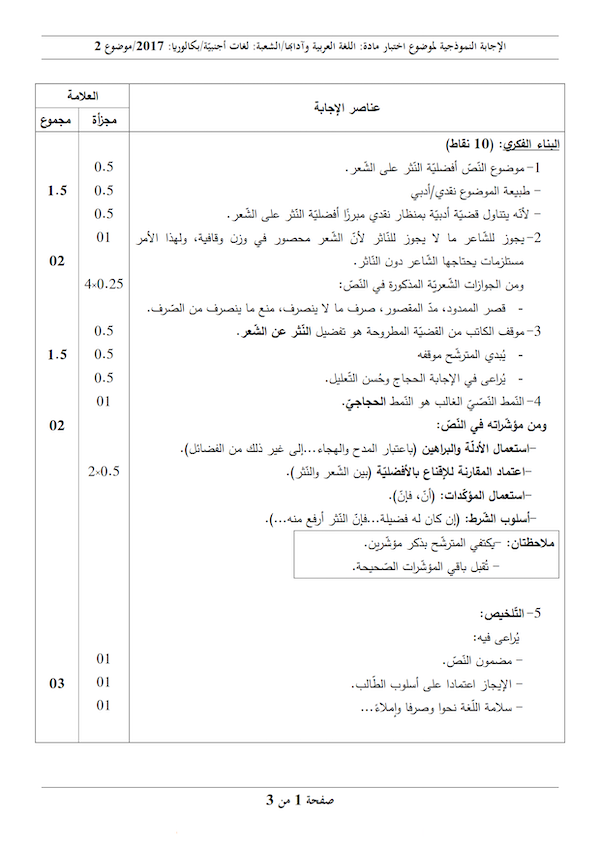 الإجابة النموذجية لموضوع اختبار مادة: اللغة العربية وآدابها/الشعبة: لغات أجنبيّة/بكالوريا: 2017/موضوع 2
عناصر الإجابة
العلامة
مجزأة
مجموع
البناء الفكري: (10 نقاط)
1- موضوع النّصّ أفضليّة النّثر على الشّعر. 0.5
– طبيعة الموضوع نقدي/أدبي 0.5 1.5
– لأنّه يتناول قضيّة أدبيّة بمنظار نقدي مبرزًا أفضليّة النّثر على الشّعر. 0.5
2- يجوز للشّاعر ما لا يجوز للنّاثر لأنّ الشّعر محصور في وزن وقافية، ولهذا الأمر 01
مستلزمات يحتاجها الشّاعر دون النّاثر. 02
ومن الجوازات الشّعريّة المذكورة في النّصّ: 4×0.25
- قصر الممدود، مدّ المقصور، صرف ما لا ينصرف، منع ما ينصرف من الصّرف.
3- موقف الكاتب من القضيّة المطروحة هو تفضيل النّثر عن الشّعر. 0.5
- يُبدي المترشّح موقفه 0.5 1.5
- يُراعى في الإجابة الحجاج وحُسن التّعليل. 0.5
4- النّمط النّصّيّ الغالب هو النّمط الحجاجيّ. 01
ومن مؤشّراته في النّصّ: 02
–استعمال الأدلّة والبراهين (باعتبار المدح والهجاء...إلى غير ذلك من الفضائل).
–اعتماد المقارنة للإقناع بالأفضليّة (بين الشّعر والنّثر). 2×0.5
–استعمال المؤكّدات: (أنّ، فإنّ).
–أسلوب الشّرط: (إن كان له فضيلة...فإنّ النّثر أرفع منه...).
ملاحظتان: –يكتفي المترشّح بذكر مؤشّرين.
– تُقبل باقي المؤشّرات الصّحيحة.
5- التّلخيص:
يُراعى فيه:
– مضمون النّصّ. 01
– الإيجاز اعتمادا على أسلوب الطّالب. 01 03
– سلامة اللّغة نحوا وصرفا وإملاءً... 01
صفحة 1 من 3